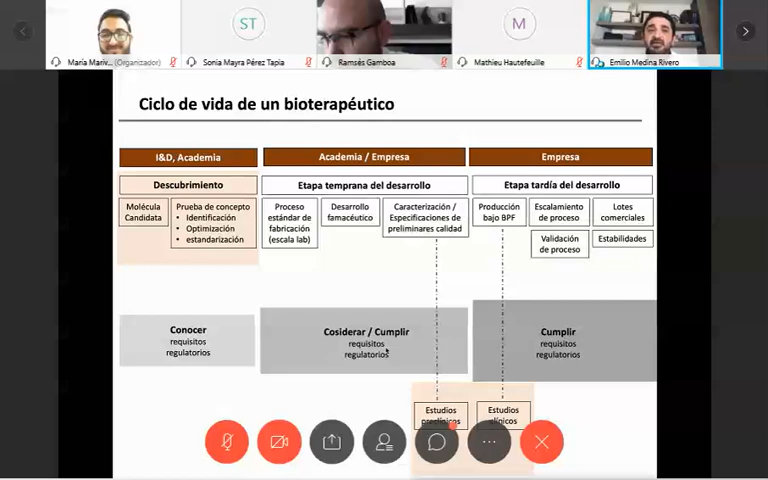 ST
M
María Mariv... (Organizador)
Sonia Mayra Pérez Tapia
Ramsés Gamboa
Mathieu Hautefeuille
Emilio Medina Rivero
Ciclo de vida de un bioterapéutico
I&D, Academia
Academia / Empresa
Empresa
Descubrimiento
Etapa temprana del desarrollo
Etapa tardía del desarrollo
Molécula
Candidata
Prueba de concepto
• Identificación
• Optimización
• estandarización
Proceso
estándar de
fabricación
(escala lab)
Desarrollo
famacéutico
Caracterización /
Especificaciones de
preliminares calidad
Producción
bajo BPF
Escalamiento
de proceso
Lotes
comerciales
Validación
de proceso
Estabilidades
Conocer
requisitos
regulatorios
Cosiderar / Cumplir
requisitos
regulatorios
Cumplir
requisitos
regulatorios
Estudios
preclínicos
Estudios
clínicos